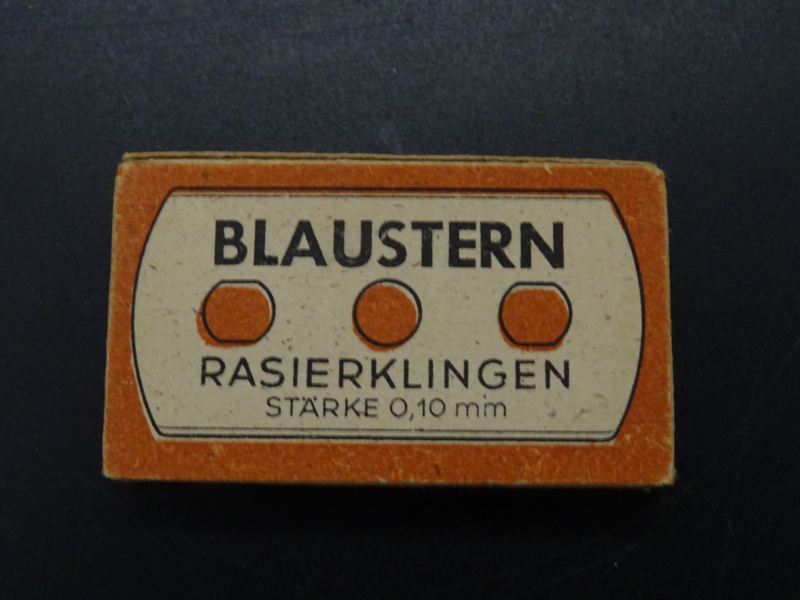 BLAUSTERN
RASIERKLINGEN
STÄRKE 0,10 mm